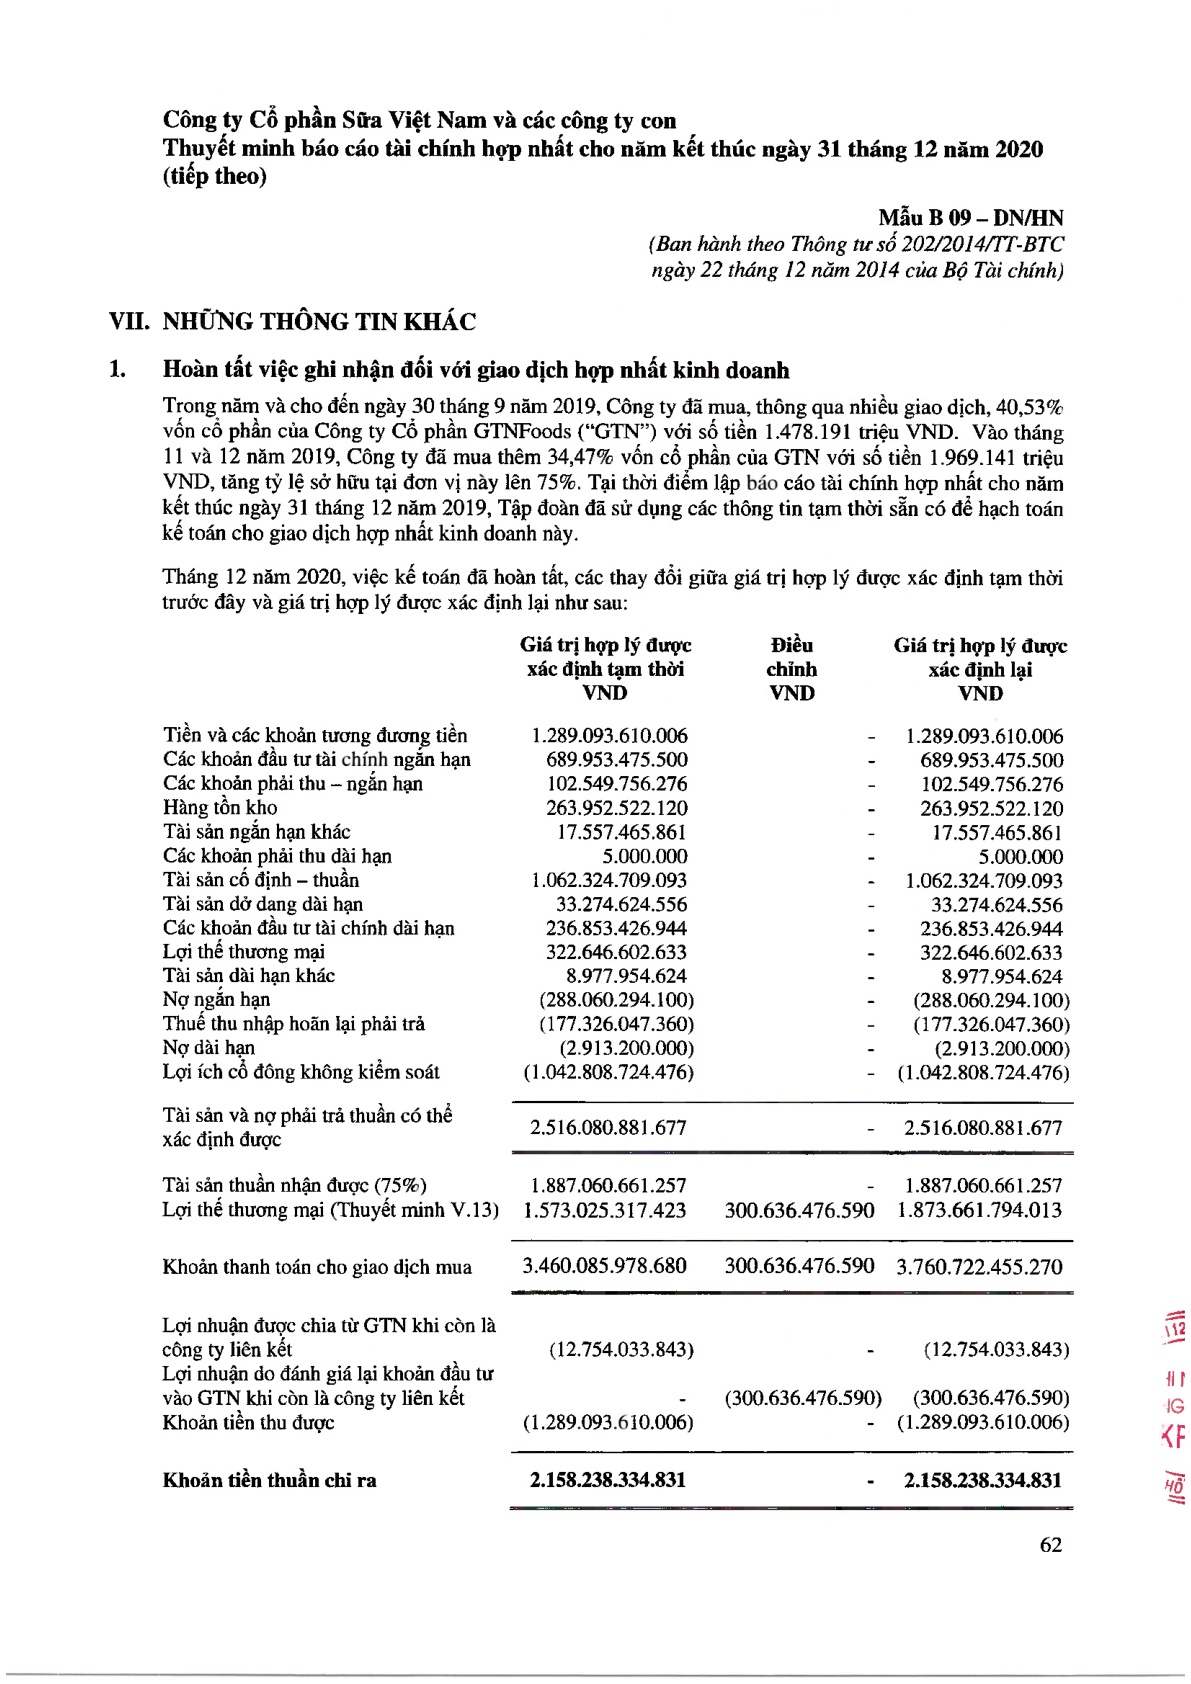 Công ty Cổ phần Sữa Việt Nam và các công ty con
Thuyết minh báo cáo tài chính hợp nhất cho năm kết thúc ngày 31 tháng 12 năm 2020
(tiếp theo)
Mẫu B 09 – DN/HN
(Ban hành theo Thông tư số 202/2014/TT-BTC
ngày 22 tháng 12 năm 2014 của Bộ Tài chính)
VII. NHỮNG THÔNG TIN KHÁC
1. Hoàn tất việc ghi nhận đối với giao dịch hợp nhất kinh doanh
Trong năm và cho đến ngày 30 tháng 9 năm 2019, Công ty đã mua, thông qua nhiều giao dịch, 40,53%
vốn cổ phần của Công ty Cổ phần GTNFoods (“GTN”) với số tiền 1.478.191 triệu VND. Vào tháng
11 và 12 năm 2019, Công ty đã mua thêm 34,47% vốn cổ phần của GTN với số tiền 1.969.141 triệu
VND, tăng tỷ lệ sở hữu tại đơn vị này lên 75%. Tại thời điểm lập báo cáo tài chính hợp nhất cho năm
kết thúc ngày 31 tháng 12 năm 2019, Tập đoàn đã sử dụng các thông tin tạm thời sẵn có để hạch toán
kế toán cho giao dịch hợp nhất kinh doanh này.
Tháng 12 năm 2020, việc kế toán đã hoàn tất, các thay đổi giữa giá trị hợp lý được xác định tạm thời
trước đây và giá trị hợp lý được xác định lại như sau:
Giá trị hợp lý được Điều Giá trị hợp lý được
xác định tạm thời chỉnh xác định lại
VND VND VND
Tiền và các khoản tương đương tiền 1.289.093.610.006 - 1.289.093.610.006
Các khoản đầu tư tài chính ngắn hạn 689.953.475.500 - 689.953.475.500
Các khoản phải thu – ngắn hạn 102.549.756.276 - 102.549.756.276
Hàng tồn kho 263.952.522.120 - 263.952.522.120
Tài sản ngắn hạn khác 17.557.465.861 - 17.557.465.861
Các khoản phải thu dài hạn 5.000.000 - 5.000.000
Tài sản cố định – thuần 1.062.324.709.093 - 1.062.324.709.093
Tài sản dở dang dài hạn 33.274.624.556 - 33.274.624.556
Các khoản đầu tư tài chính dài hạn 236.853.426.944 - 236.853.426.944
Lợi thế thương mại 322.646.602.633 - 322.646.602.633
Tài sản dài hạn khác 8.977.954.624 - 8.977.954.624
Nợ ngắn hạn (288.060.294.100) - (288.060.294.100)
Thuế thu nhập hoãn lại phải trả (177.326.047.360) - (177.326.047.360)
Nợ dài hạn (2.913.200.000) - (2.913.200.000)
Lợi ích cổ đông không kiểm soát (1.042.808.724.476) - (1.042.808.724.476)
Tài sản và nợ phải trả thuần có thể
xác định được 2.516.080.881.677 - 2.516.080.881.677
Tài sản thuần nhận được (75%) 1.887.060.661.257 - 1.887.060.661.257
Lợi thế thương mại (Thuyết minh V.13) 1.573.025.317.423 300.636.476.590 1.873.661.794.013
Khoản thanh toán cho giao dịch mua 3.460.085.978.680 300.636.476.590 3.760.722.455.270
Lợi nhuận được chia từ GTN khi còn là
công ty liên kết (12.754.033.843) - (12.754.033.843)
Lợi nhuận do đánh giá lại khoản đầu tư
vào GTN khi còn là công ty liên kết - (300.636.476.590) (300.636.476.590)
Khoản tiền thu được (1.289.093.610.006) - (1.289.093.610.006)
Khoản tiền thuần chi ra 2.158.238.334.831 - 2.158.238.334.831
62